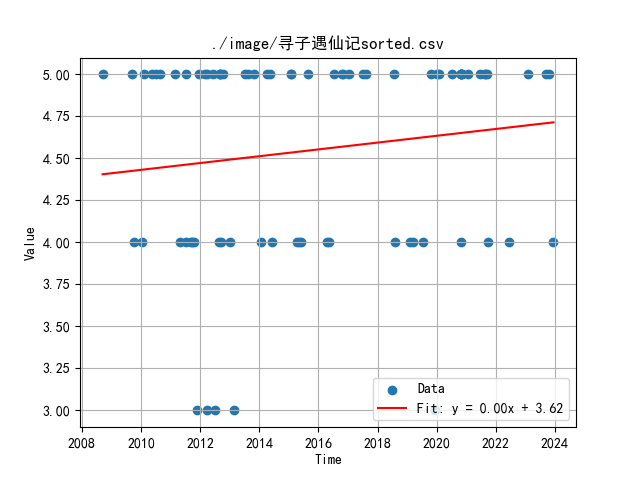 ./image/寻子遇仙记sorted.csv
5.00
4.75
4.50
4.25
4.00
3.75
3.50
3.25
3.00
Value
Data
Fit: y = 0.00x + 3.62
2008 2010 2012 2014 2016 2018 2020 2022 2024
Time